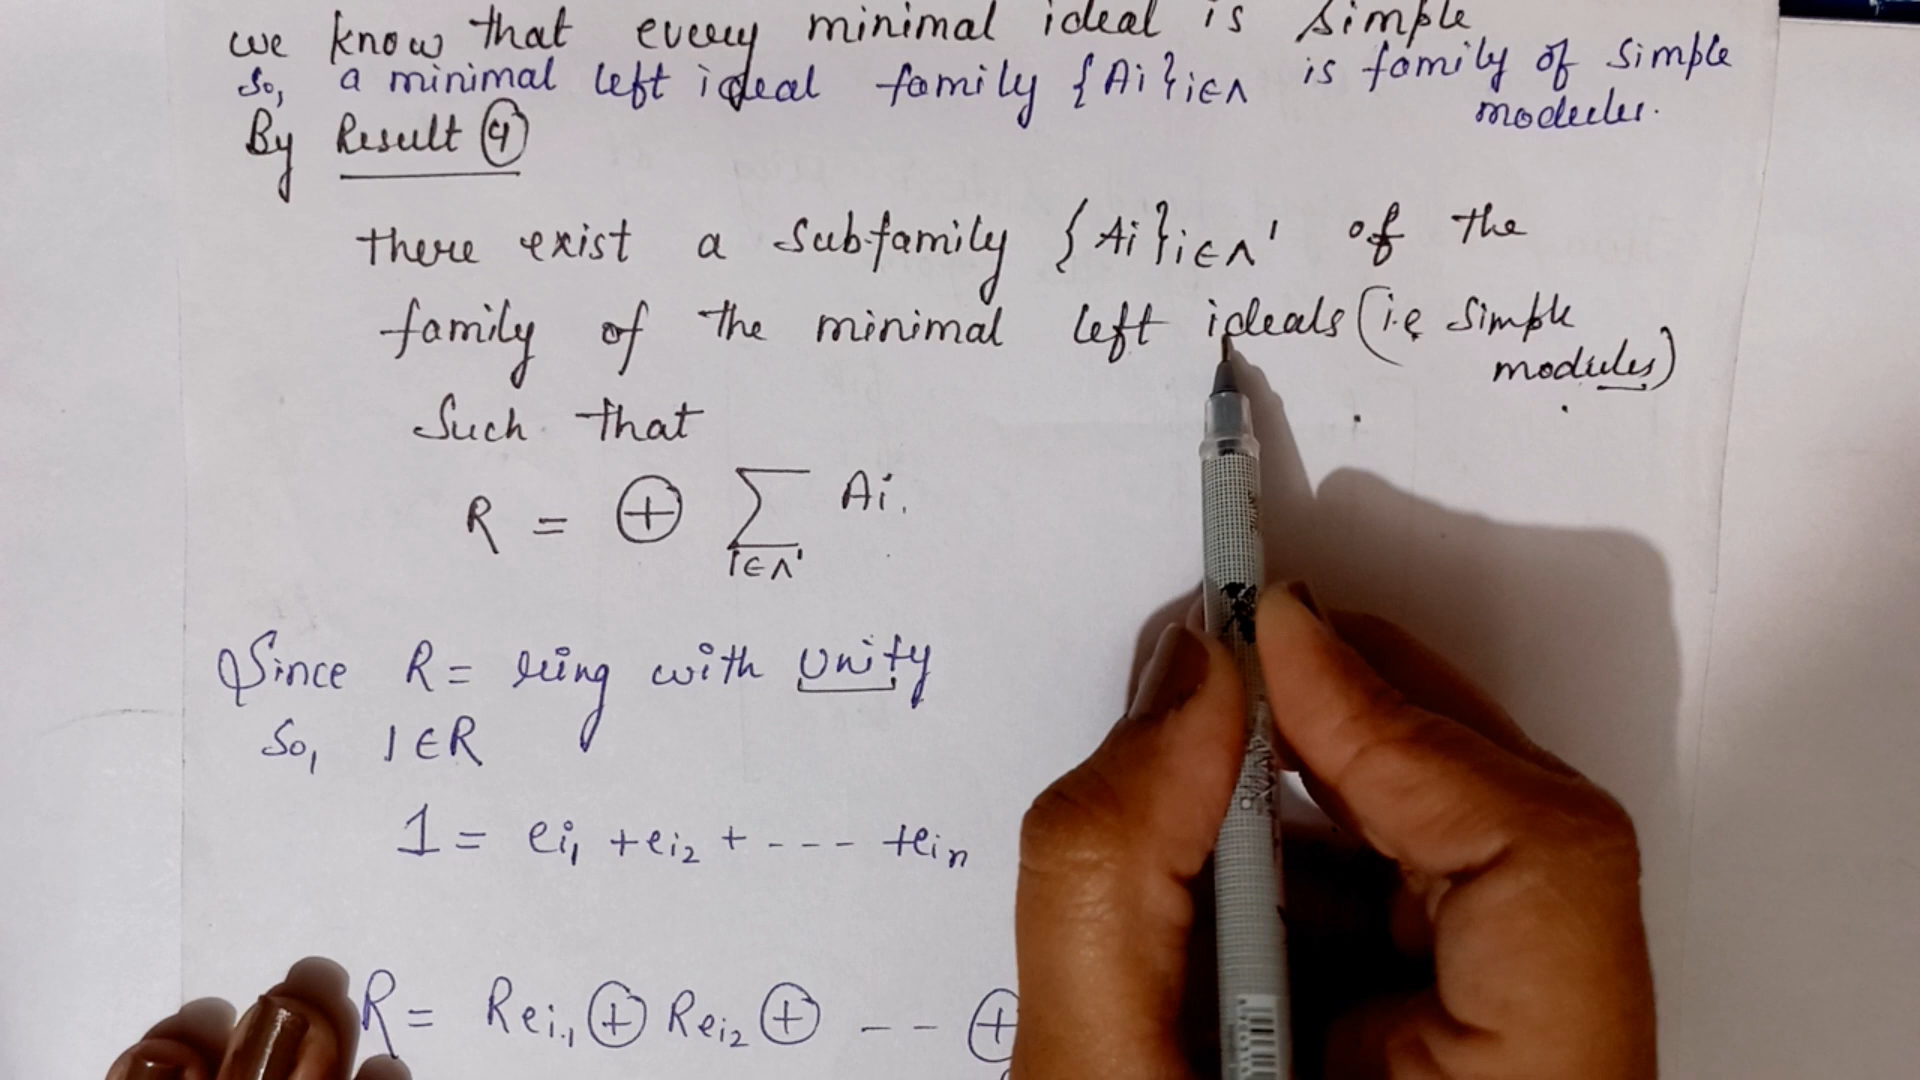 we know that every minimal ideal is simple
So, a minimal left ideal family {Ai}i∈Λ is family of simple modules.
By Result ④
there exist a subfamily {Ai}i∈Λ' of the
family of the minimal left ideals (i.e simple modules)
Such that
R = ⊕ ∑ Ai.
i∈Λ'
Since R = ring with Unity
So, 1∈R
1 = ei₁ + ei₂ + --- + ein
R = Rei₁ ⊕ Rei₂ ⊕ -- ⊕